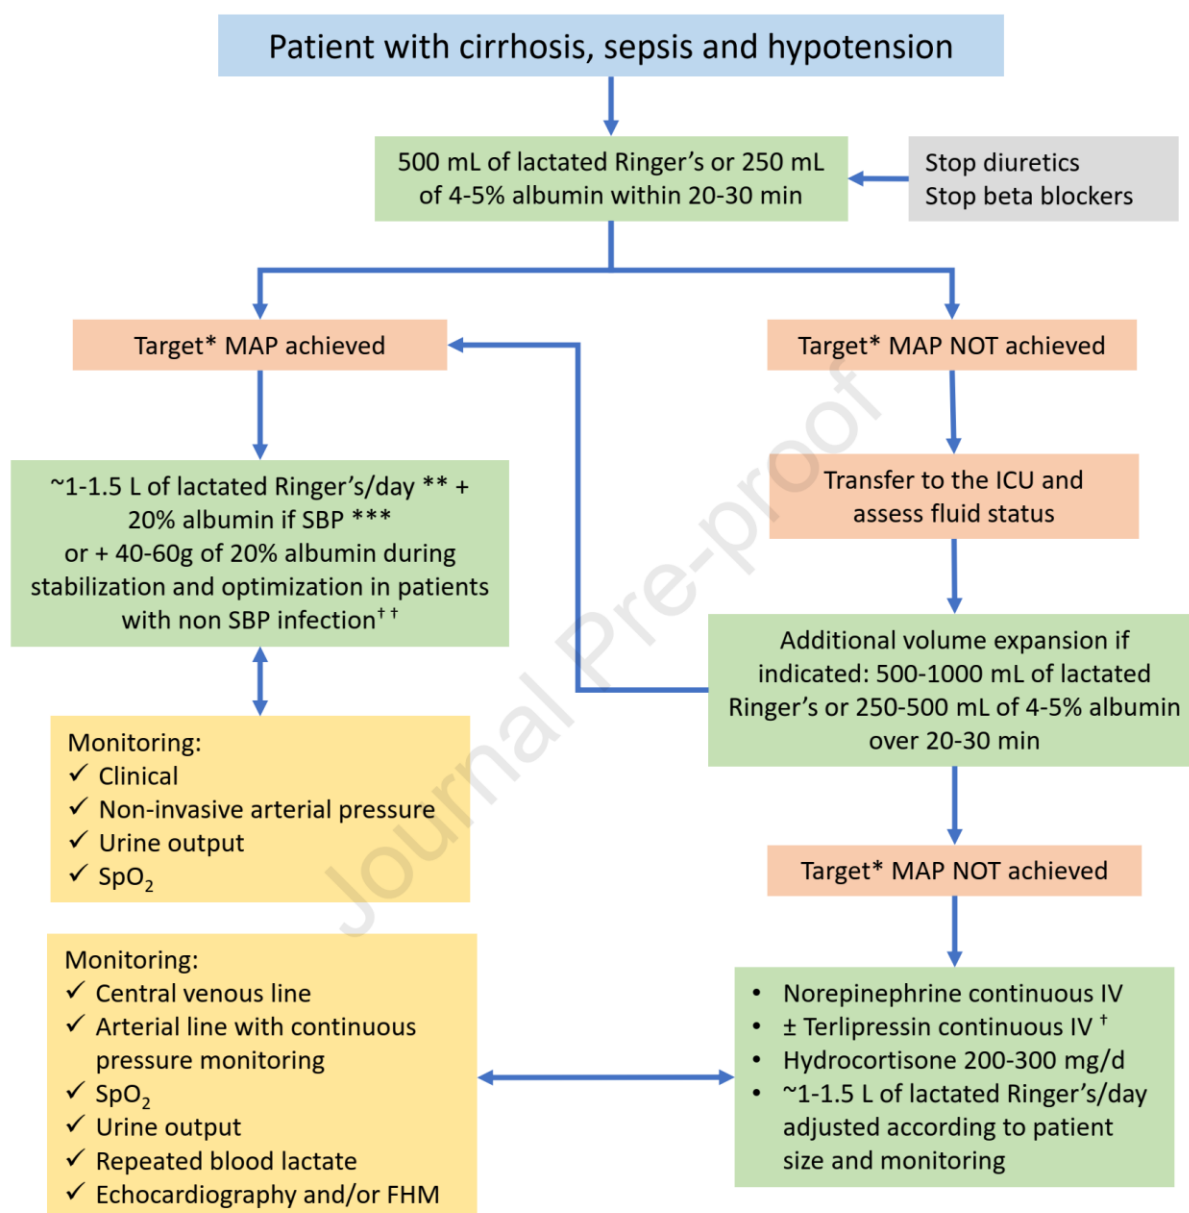 Patient with cirrhosis, sepsis and hypotension
500 mL of lactated Ringer's or 250 mL
of 4-5% albumin within 20-30 min
Stop diuretics
Stop beta blockers
Target* MAP achieved
Target* MAP NOT achieved
~1-1.5 L of lactated Ringer's/day ** +
20% albumin if SBP ***
or + 40-60g of 20% albumin during
stabilization and optimization in patients
with non SBP infection† †
Transfer to the ICU and
assess fluid status
Additional volume expansion if
indicated: 500-1000 mL of lactated
Ringer's or 250-500 mL of 4-5% albumin
over 20-30 min
Monitoring:
✓ Clinical
✓ Non-invasive arterial pressure
✓ Urine output
✓ SpO₂
Target* MAP NOT achieved
Monitoring:
✓ Central venous line
✓ Arterial line with continuous
pressure monitoring
✓ SpO₂
✓ Urine output
✓ Repeated blood lactate
✓ Echocardiography and/or FHM
• Norepinephrine continuous IV
• ± Terlipressin continuous IV †
• Hydrocortisone 200-300 mg/d
• ~1-1.5 L of lactated Ringer's/day
adjusted according to patient
size and monitoring
Journal Pre-proof